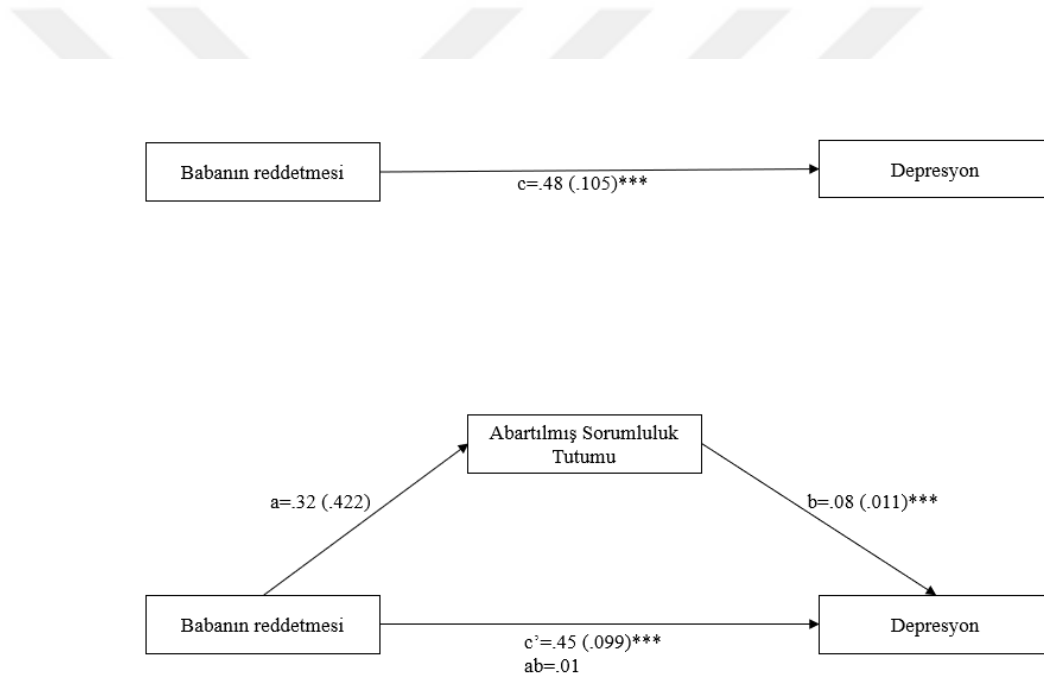 Babanın reddetmesi
Depresyon
c=.48 (.105)***
Abartılmış Sorumluluk
Tutumu
a=.32 (.422)
b=.08 (.011)***
Babanın reddetmesi
Depresyon
c’=.45 (.099)***
ab=.01